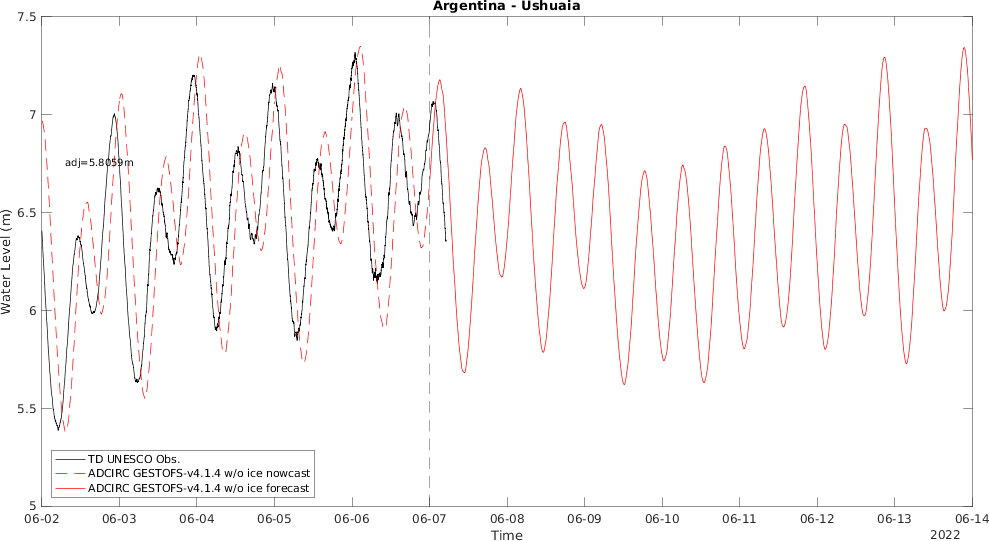 Argentina - Ushuaia
7.5
7
6.5
6
5.5
5
Water Level (m)
adj=5.8059m
TD UNESCO Obs.
ADCIRC GESTOFS-v4.1.4 w/o ice nowcast
ADCIRC GESTOFS-v4.1.4 w/o ice forecast
06-02 06-03 06-04 06-05 06-06 06-07 06-08 06-09 06-10 06-11 06-12 06-13 06-14
Time
2022